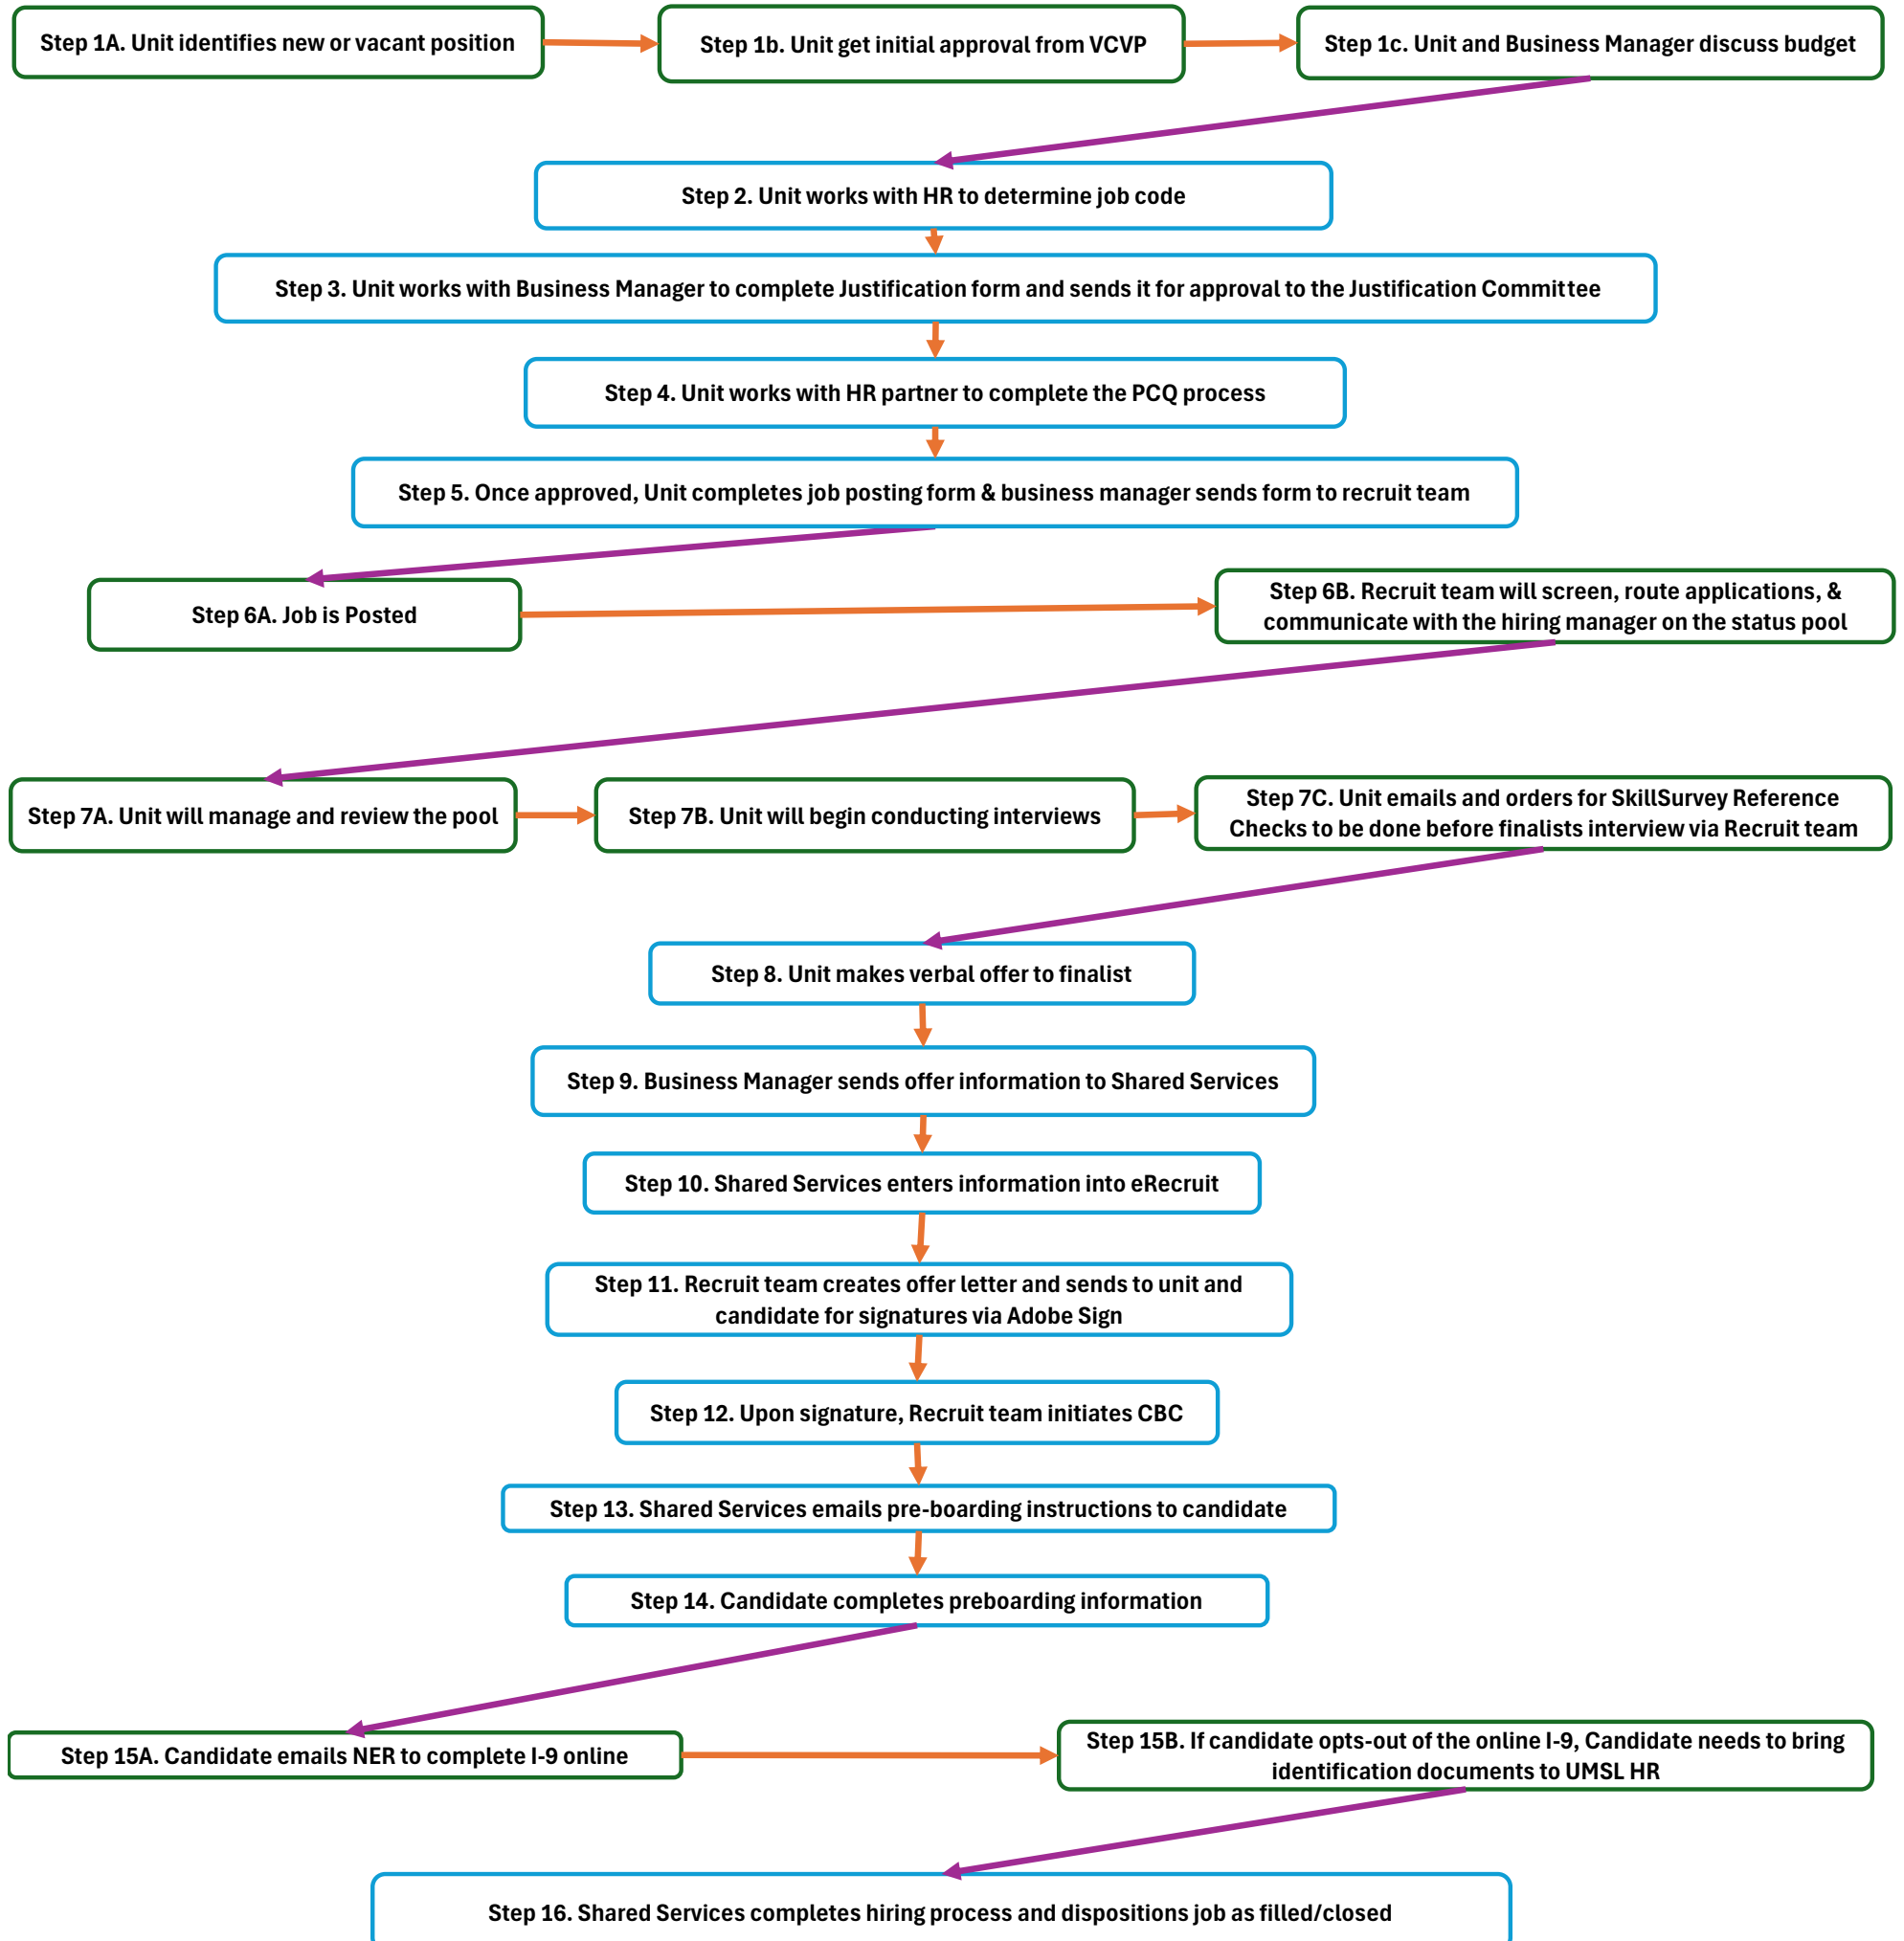 Step 1A. Unit identifies new or vacant position
Step 1b. Unit get initial approval from VCVP
Step 1c. Unit and Business Manager discuss budget
Step 2. Unit works with HR to determine job code
Step 3. Unit works with Business Manager to complete Justification form and sends it for approval to the Justification Committee
Step 4. Unit works with HR partner to complete the PCQ process
Step 5. Once approved, Unit completes job posting form & business manager sends form to recruit team
Step 6A. Job is Posted
Step 6B. Recruit team will screen, route applications, &
communicate with the hiring manager on the status pool
Step 7A. Unit will manage and review the pool
Step 7B. Unit will begin conducting interviews
Step 7C. Unit emails and orders for SkillSurvey Reference
Checks to be done before finalists interview via Recruit team
Step 8. Unit makes verbal offer to finalist
Step 9. Business Manager sends offer information to Shared Services
Step 10. Shared Services enters information into eRecruit
Step 11. Recruit team creates offer letter and sends to unit and
candidate for signatures via Adobe Sign
Step 12. Upon signature, Recruit team initiates CBC
Step 13. Shared Services emails pre-boarding instructions to candidate
Step 14. Candidate completes preboarding information
Step 15A. Candidate emails NER to complete I-9 online
Step 15B. If candidate opts-out of the online I-9, Candidate needs to bring
identification documents to UMSL HR
Step 16. Shared Services completes hiring process and dispositions job as filled/closed